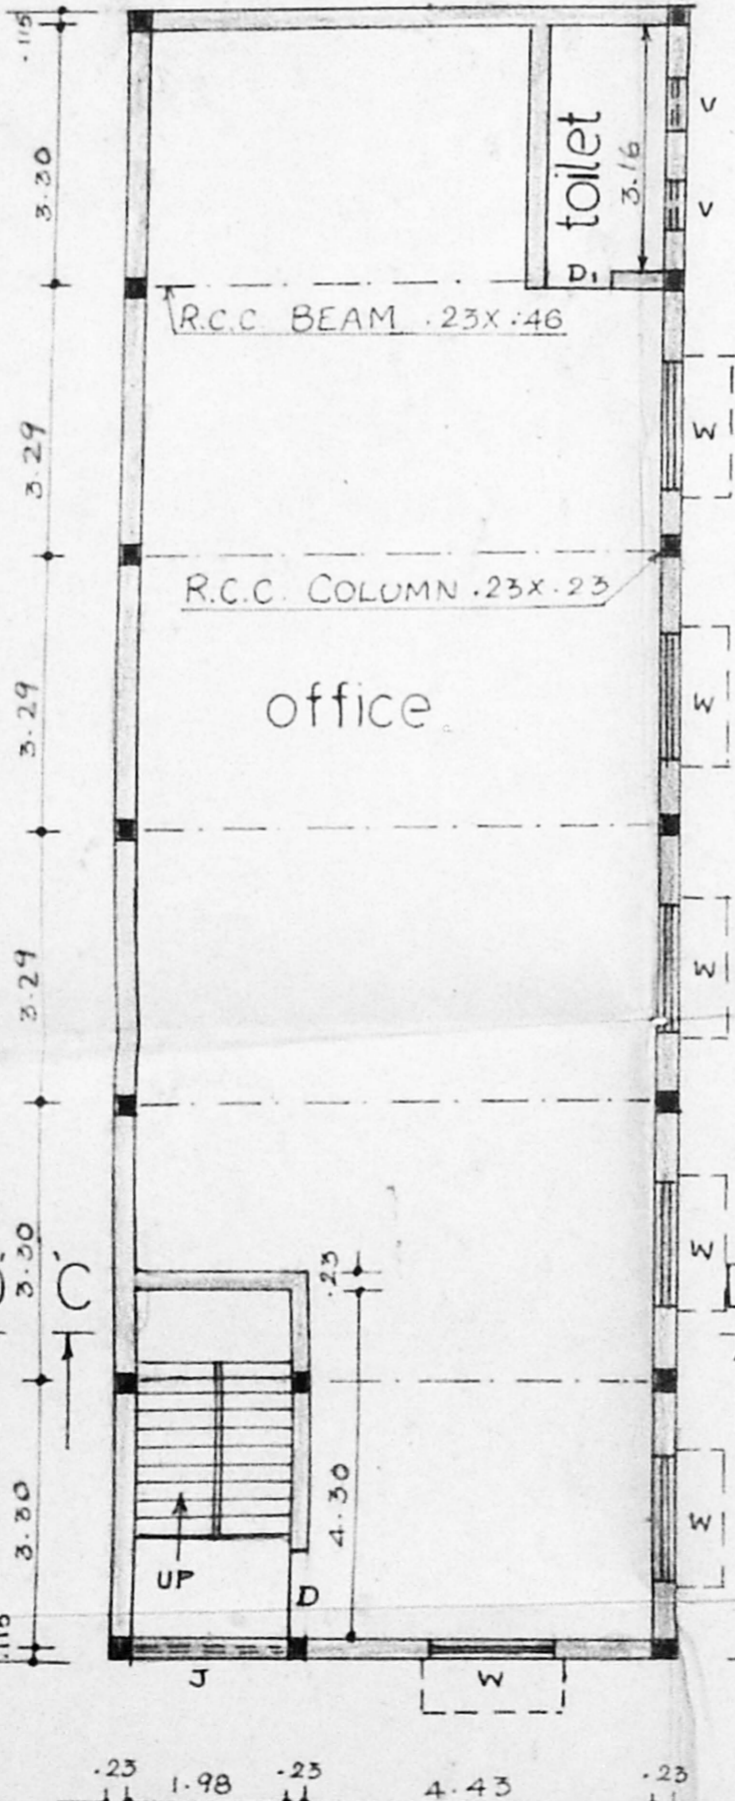 .115
3.30
toilet
3.16
V
V
D1
R.C.C BEAM .23X.46
3.29
W
R.C.C. COLUMN .23X.23
office
3.29
W
3.29
W
3.30
'C
.23
W
4.30
3.30
UP
D
W
.115
J
W
.23
1.98
.23
4.43
.23